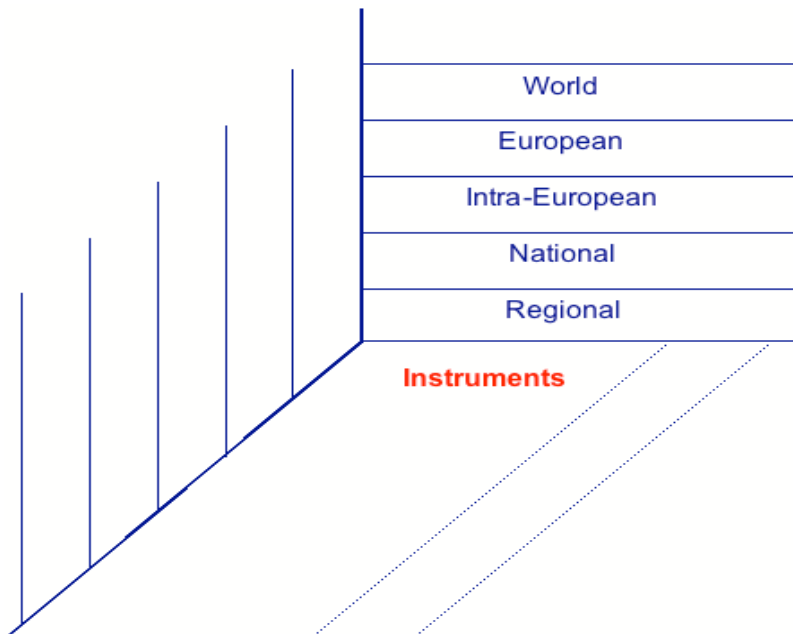 World
European
Intra-European
National
Regional
Instruments